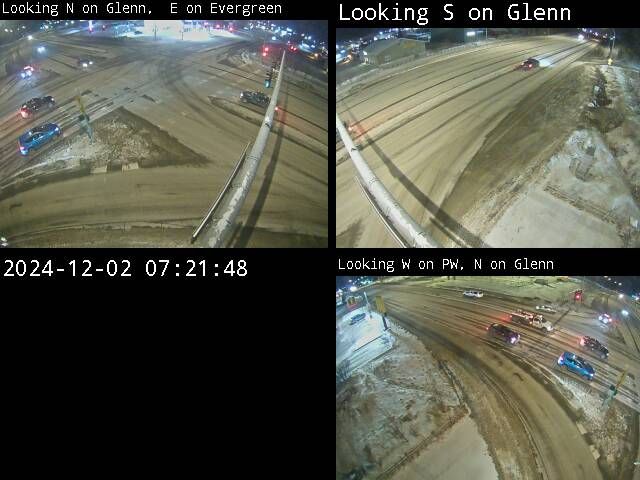 Looking N on Glenn,  E on Evergreen
Looking S on Glenn
2024-12-02 07:21:48
Looking W on PW, N on Glenn